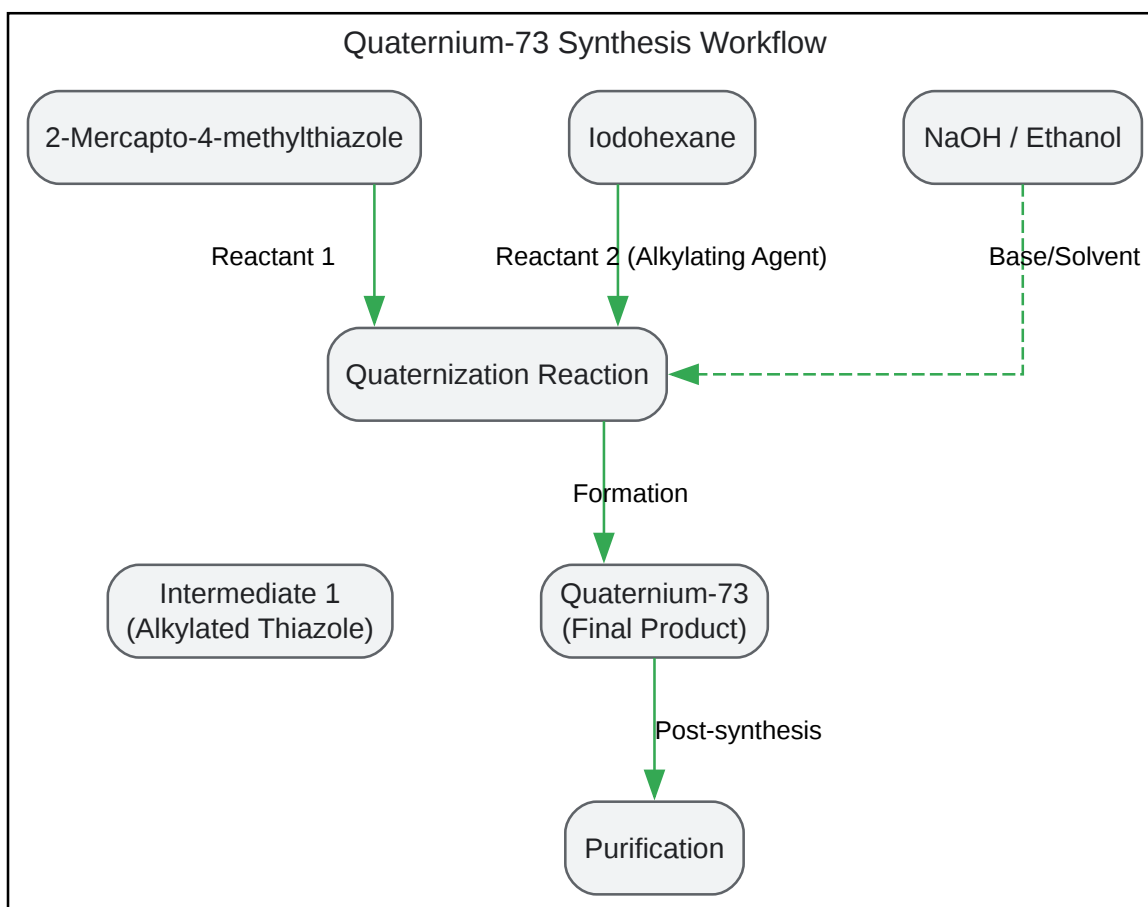 Quaternium-73 Synthesis Workflow
2-Mercapto-4-methylthiazole
Iodohexane
NaOH / Ethanol
Reactant 1
Reactant 2 (Alkylating Agent)
Base/Solvent
Quaternization Reaction
Formation
Intermediate 1
(Alkylated Thiazole)
Quaternium-73
(Final Product)
Post-synthesis
Purification